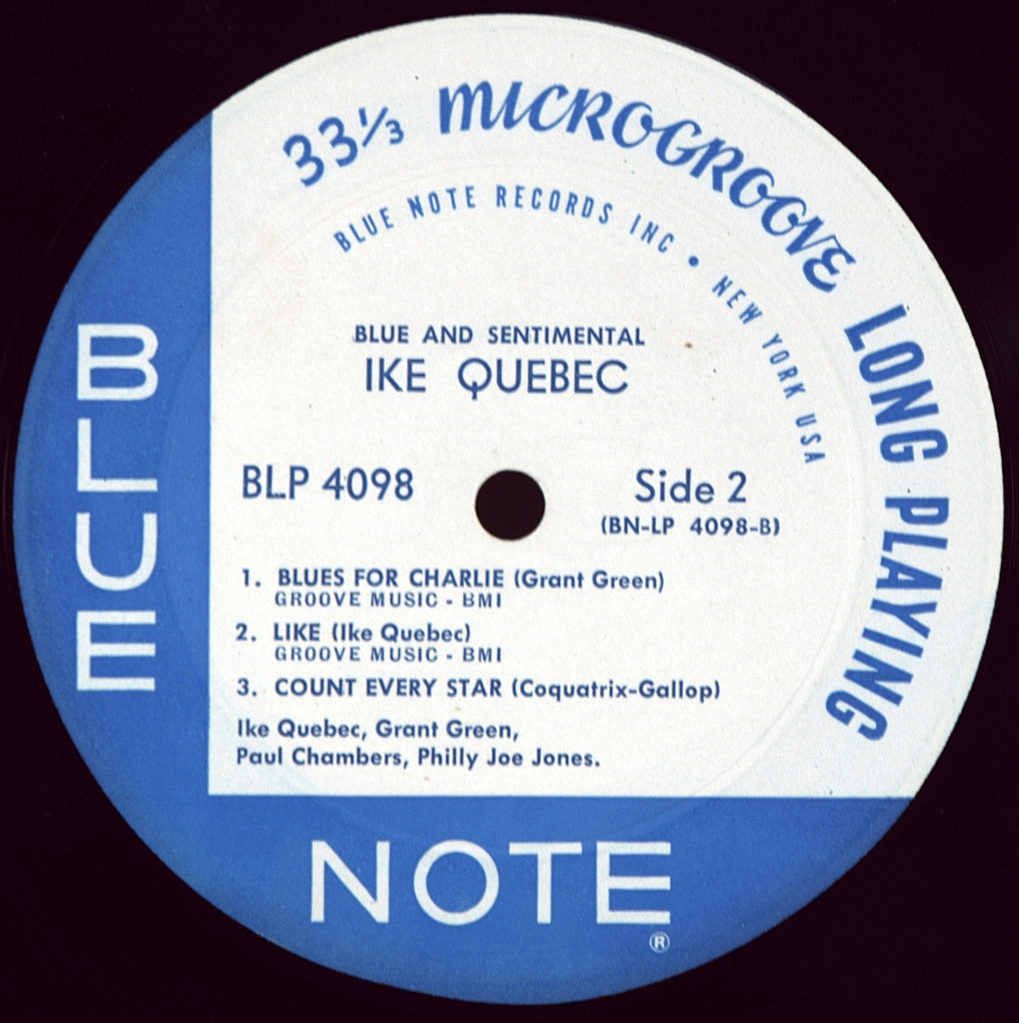 33⅓ MICROGROOVE LONG PLAYING
BLUE NOTE RECORDS INC • NEW YORK USA
BLUE AND SENTIMENTAL
IKE QUEBEC
BLP 4098
Side 2
(BN-LP 4098-B)
1. BLUES FOR CHARLIE (Grant Green)
GROOVE MUSIC - BMI
2. LIKE (Ike Quebec)
GROOVE MUSIC - BMI
3. COUNT EVERY STAR (Coquatrix-Gallop)
Ike Quebec, Grant Green,
Paul Chambers, Philly Joe Jones.
BLUE
NOTE
®